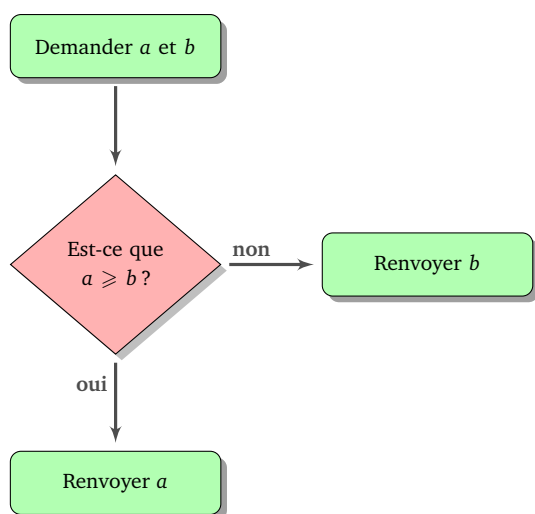 Demander a et b
Est-ce que
a ⩾ b ?
non
Renvoyer b
oui
Renvoyer a